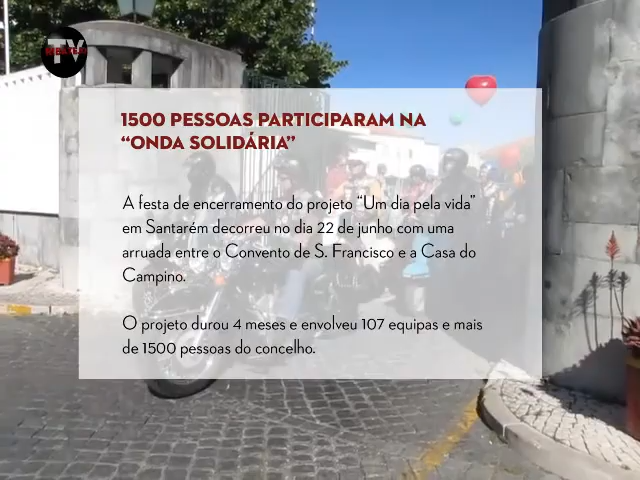 TV
1500 PESSOAS PARTICIPARAM NA
“ONDA SOLIDÁRIA”
A festa de encerramento do projeto “Um dia pela vida”
em Santarém decorreu no dia 22 de junho com uma
arruada entre o Convento de S. Francisco e a Casa do
Campino.
O projeto durou 4 meses e envolveu 107 equipas e mais
de 1500 pessoas do concelho.